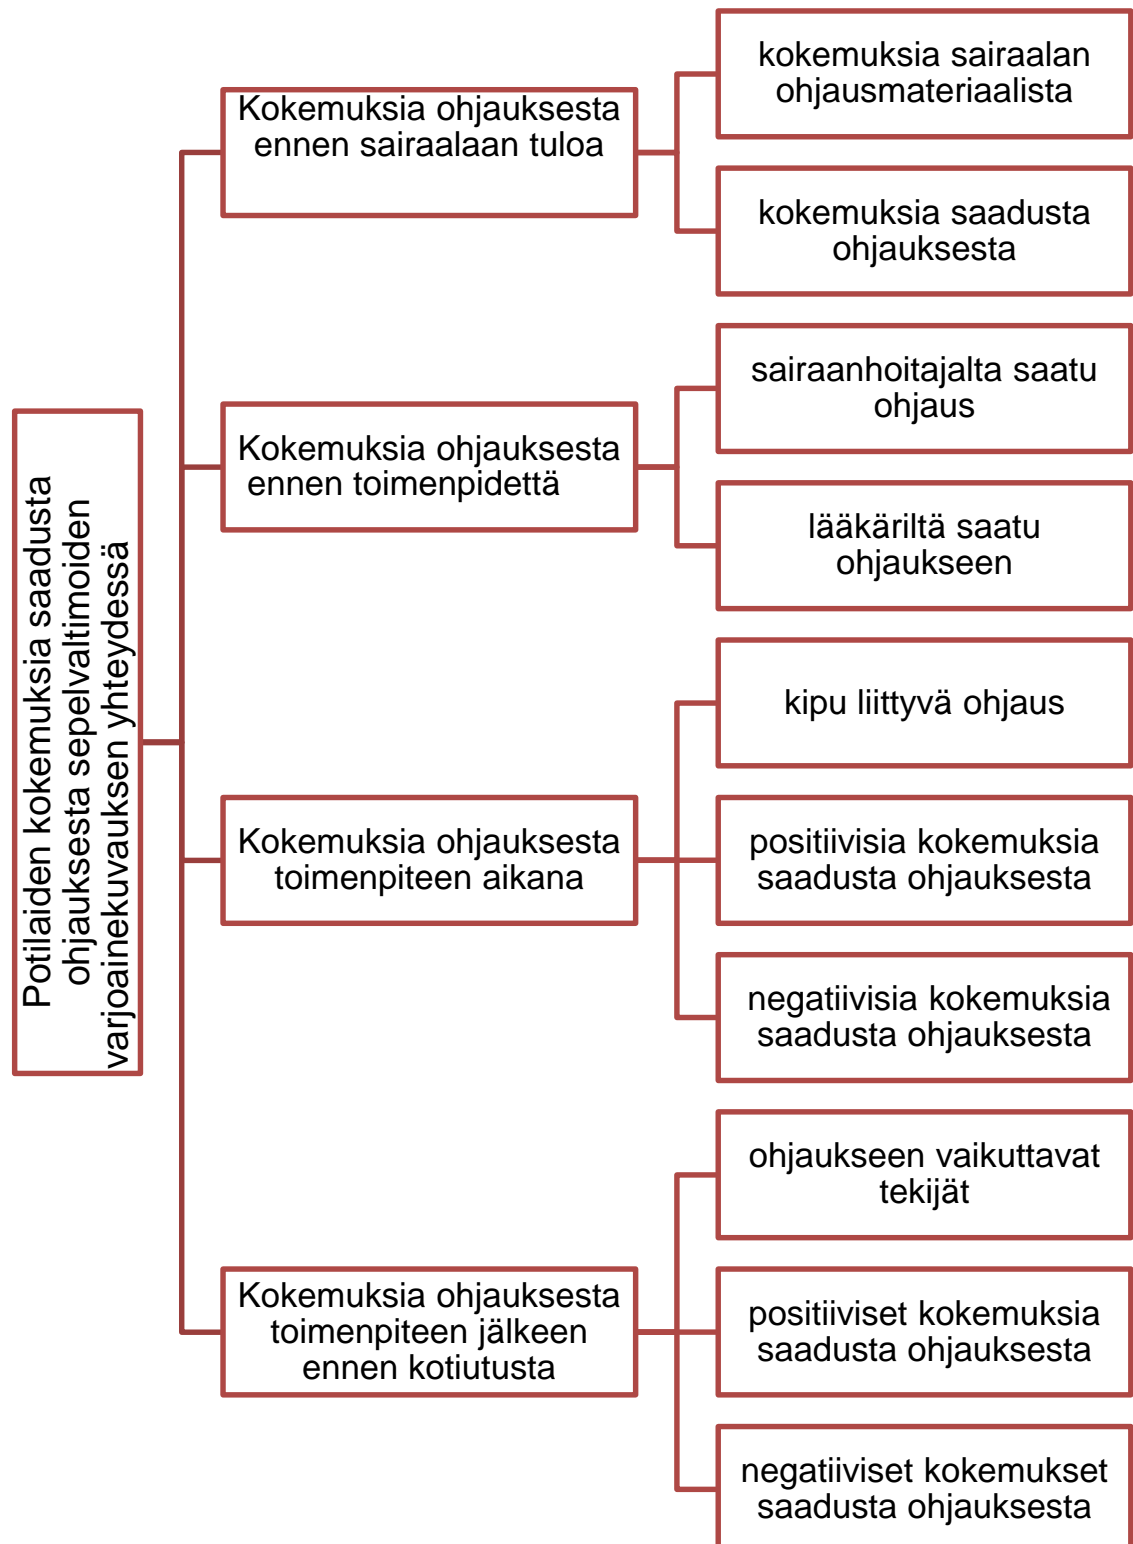 Potilaiden kokemuksia saadusta
ohjauksesta sepelvaltimoiden
varjoainekuvauksen yhteydessä
Kokemuksia ohjauksesta
ennen sairaalaan tuloa
kokemuksia sairaalan
ohjausmateriaalista
kokemuksia saadusta
ohjauksesta
Kokemuksia ohjauksesta
ennen toimenpidettä
sairaanhoitajalta saatu
ohjaus
lääkäriltä saatu
ohjaukseen
Kokemuksia ohjauksesta
toimenpiteen aikana
kipu liittyvä ohjaus
positiivisia kokemuksia
saadusta ohjauksesta
negatiivisia kokemuksia
saadusta ohjauksesta
Kokemuksia ohjauksesta
toimenpiteen jälkeen
ennen kotiutusta
ohjaukseen vaikuttavat
tekijät
positiiviset kokemuksia
saadusta ohjauksesta
negatiiviset kokemukset
saadusta ohjauksesta